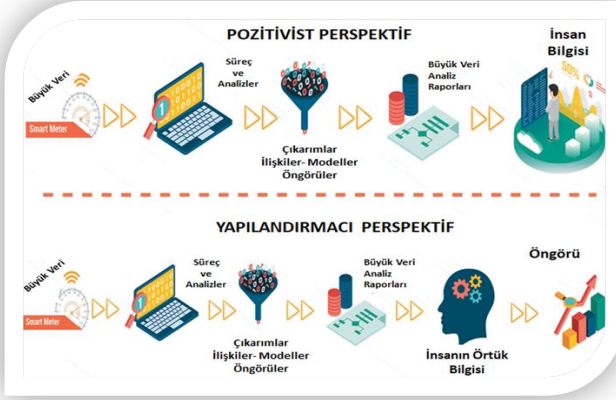 POZİTİVİST PERSPEKTİF
Büyük Veri
Smart Meter
Süreç
ve
Analizler
Çıkarımlar
İlişkiler- Modeller
Öngörüler
Büyük Veri
Analiz
Raporları
İnsan
Bilgisi
50%
YAPILANDIRMACI PERSPEKTİF
Büyük Veri
Smart Meter
Süreç
ve
Analizler
Çıkarımlar
İlişkiler- Modeller
Öngörüler
Büyük Veri
Analiz
Raporları
İnsanın Örtük
Bilgisi
Öngörü